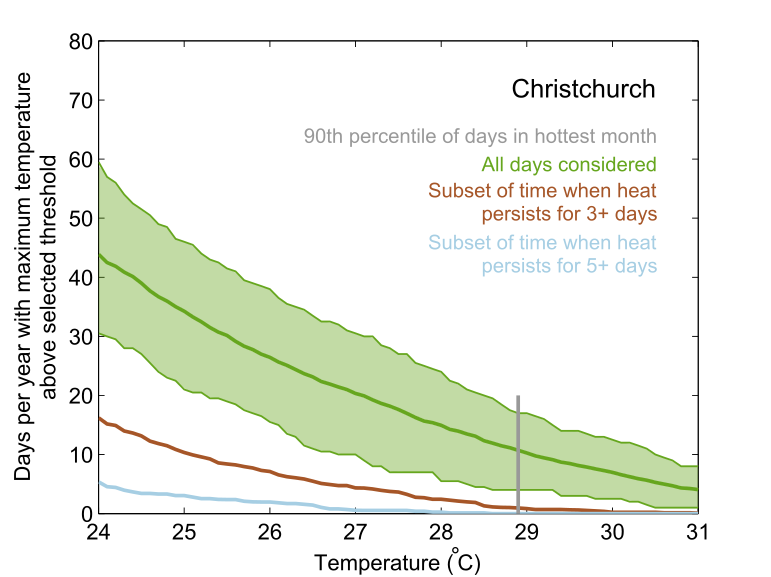 Christchurch
90th percentile of days in hottest month
All days considered
Subset of time when heat
persists for 3+ days
Subset of time when heat
persists for 5+ days
Days per year with maximum temperature
above selected threshold
80
70
60
50
40
30
20
10
0
24
25
26
27
28
29
30
31
Temperature (°C)